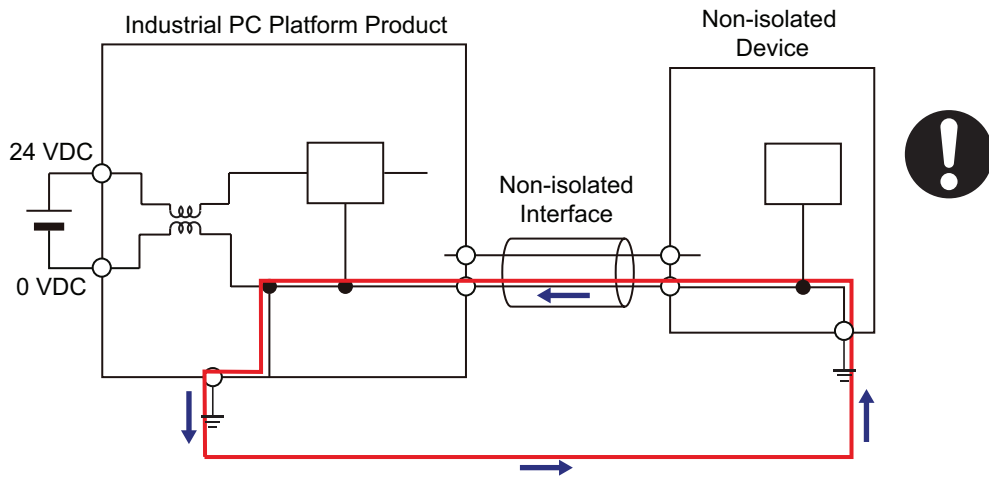 Industrial PC Platform Product
Non-isolated
Device
24 VDC
Non-isolated
Interface
0 VDC